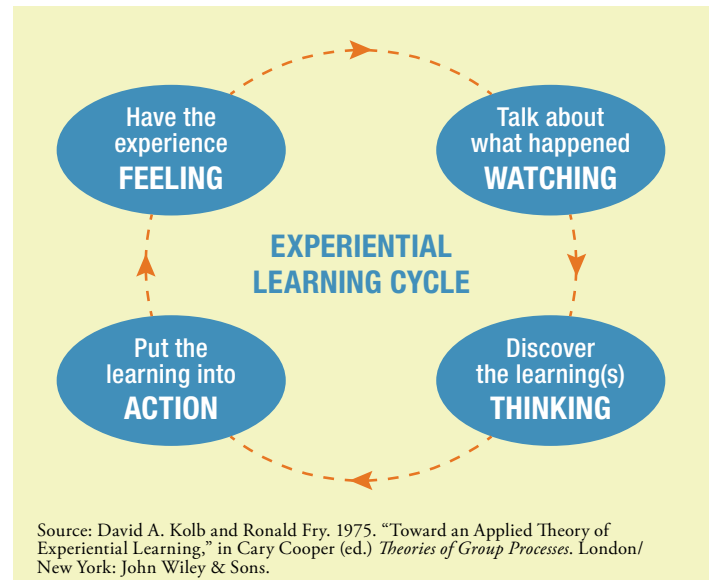 Have the
experience
FEELING
Talk about
what happened
WATCHING
EXPERIENTIAL
LEARNING CYCLE
Put the
learning into
ACTION
Discover
the learning(s)
THINKING
Source: David A. Kolb and Ronald Fry. 1975. “Toward an Applied Theory of
Experiential Learning,” in Cary Cooper (ed.) Theories of Group Processes. London/
New York: John Wiley & Sons.